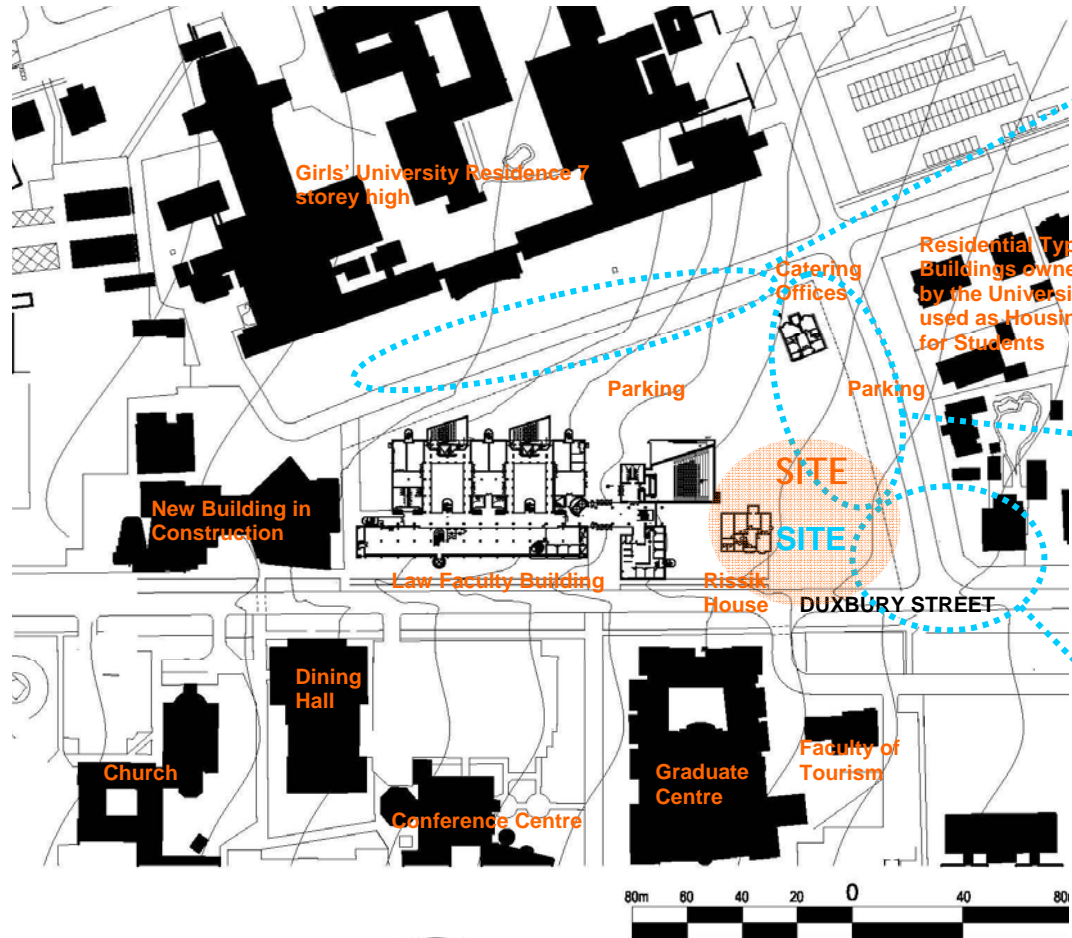 Girls' University Residence 7
storey high
Catering
Offices
Residential Typ
Buildings owne
by the Universi
used as Housin
for Students
Parking
Parking
SITE
SITE
New Building in
Construction
Law Faculty Building
Rissik
House
DUXBURY STREET
Dining
Hall
Church
Conference Centre
Graduate
Centre
Faculty of
Tourism
80m 60 40 20 0 40 80m